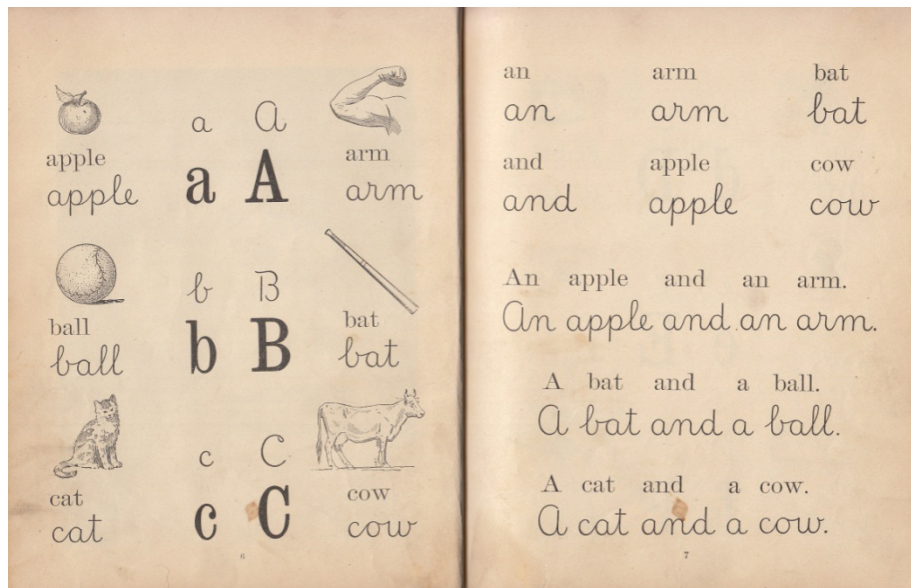 a A
apple arm
apple a A arm
b B
ball bat
ball b B bat
c C
cat cow
cat c C cow
6
an arm bat
an arm bat
and apple cow
and apple cow
An apple and an arm.
An apple and an arm.
A bat and a ball.
A bat and a ball.
A cat and a cow.
A cat and a cow.
7